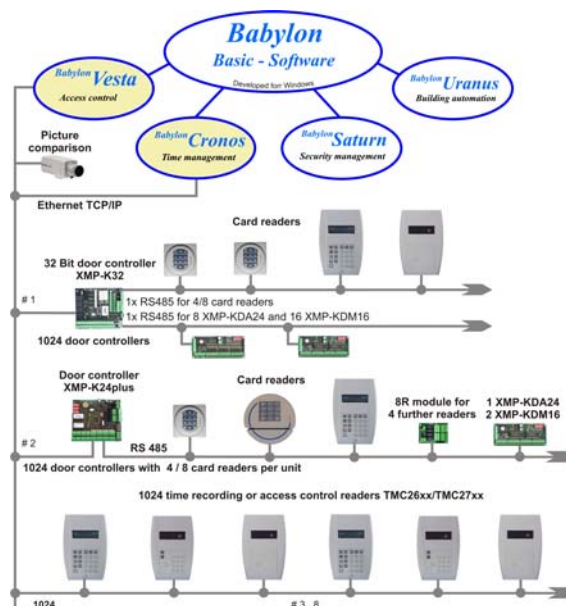 Babylon
Basic - Software
Developed forr Windows
Babylon Vesta
Access control
Babylon Uranus
Building automation
Babylon Cronos
Time management
Babylon Saturn
Security management
Picture
comparison
Ethernet TCP/IP
Card readers
32 Bit door controller
XMP-K32
# 1
1x RS485 for 4/8 card readers
1x RS485 for 8 XMP-KDA24 and 16 XMP-KDM16
1024 door controllers
Door controller
XMP-K24plus
Card readers
8R module for
4 further readers
1 XMP-KDA24
2 XMP-KDM16
# 2
RS 485
1024 door controllers with 4 / 8 card readers per unit
1024 time recording or access control readers TMC26xx/TMC27xx
1024
# 3 8